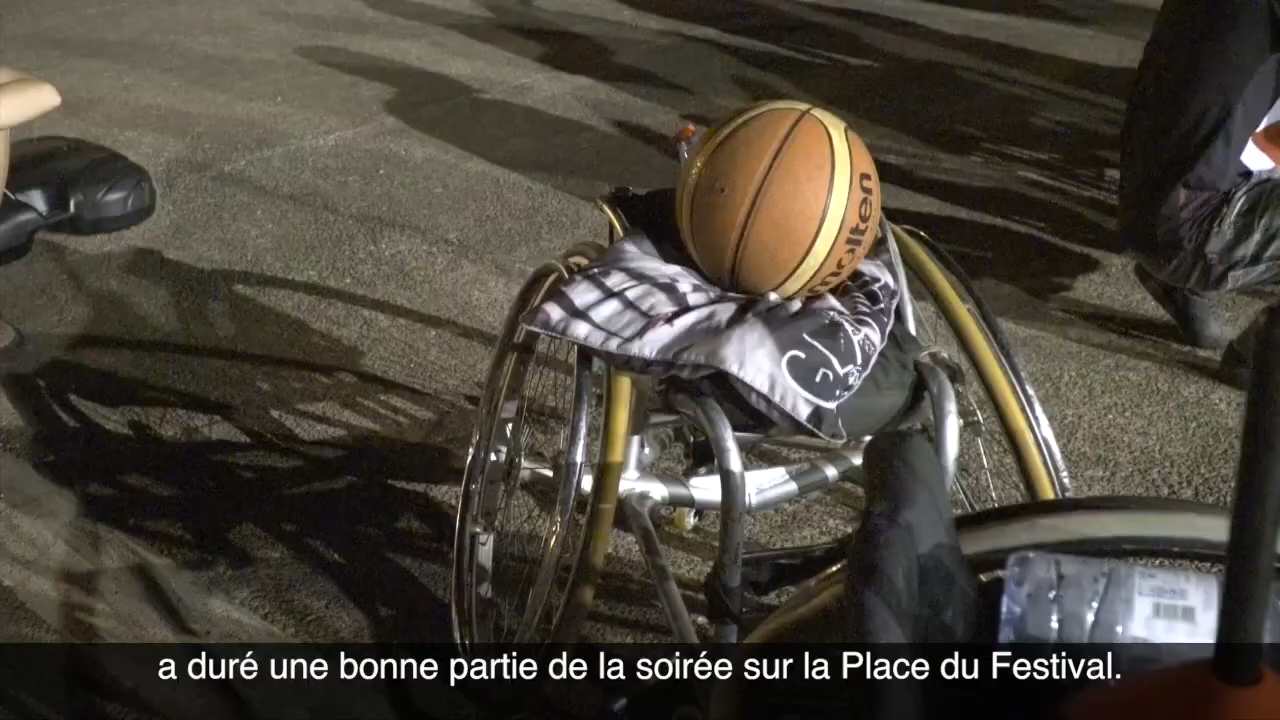 molten
a duré une bonne partie de la soirée sur la Place du Festival.